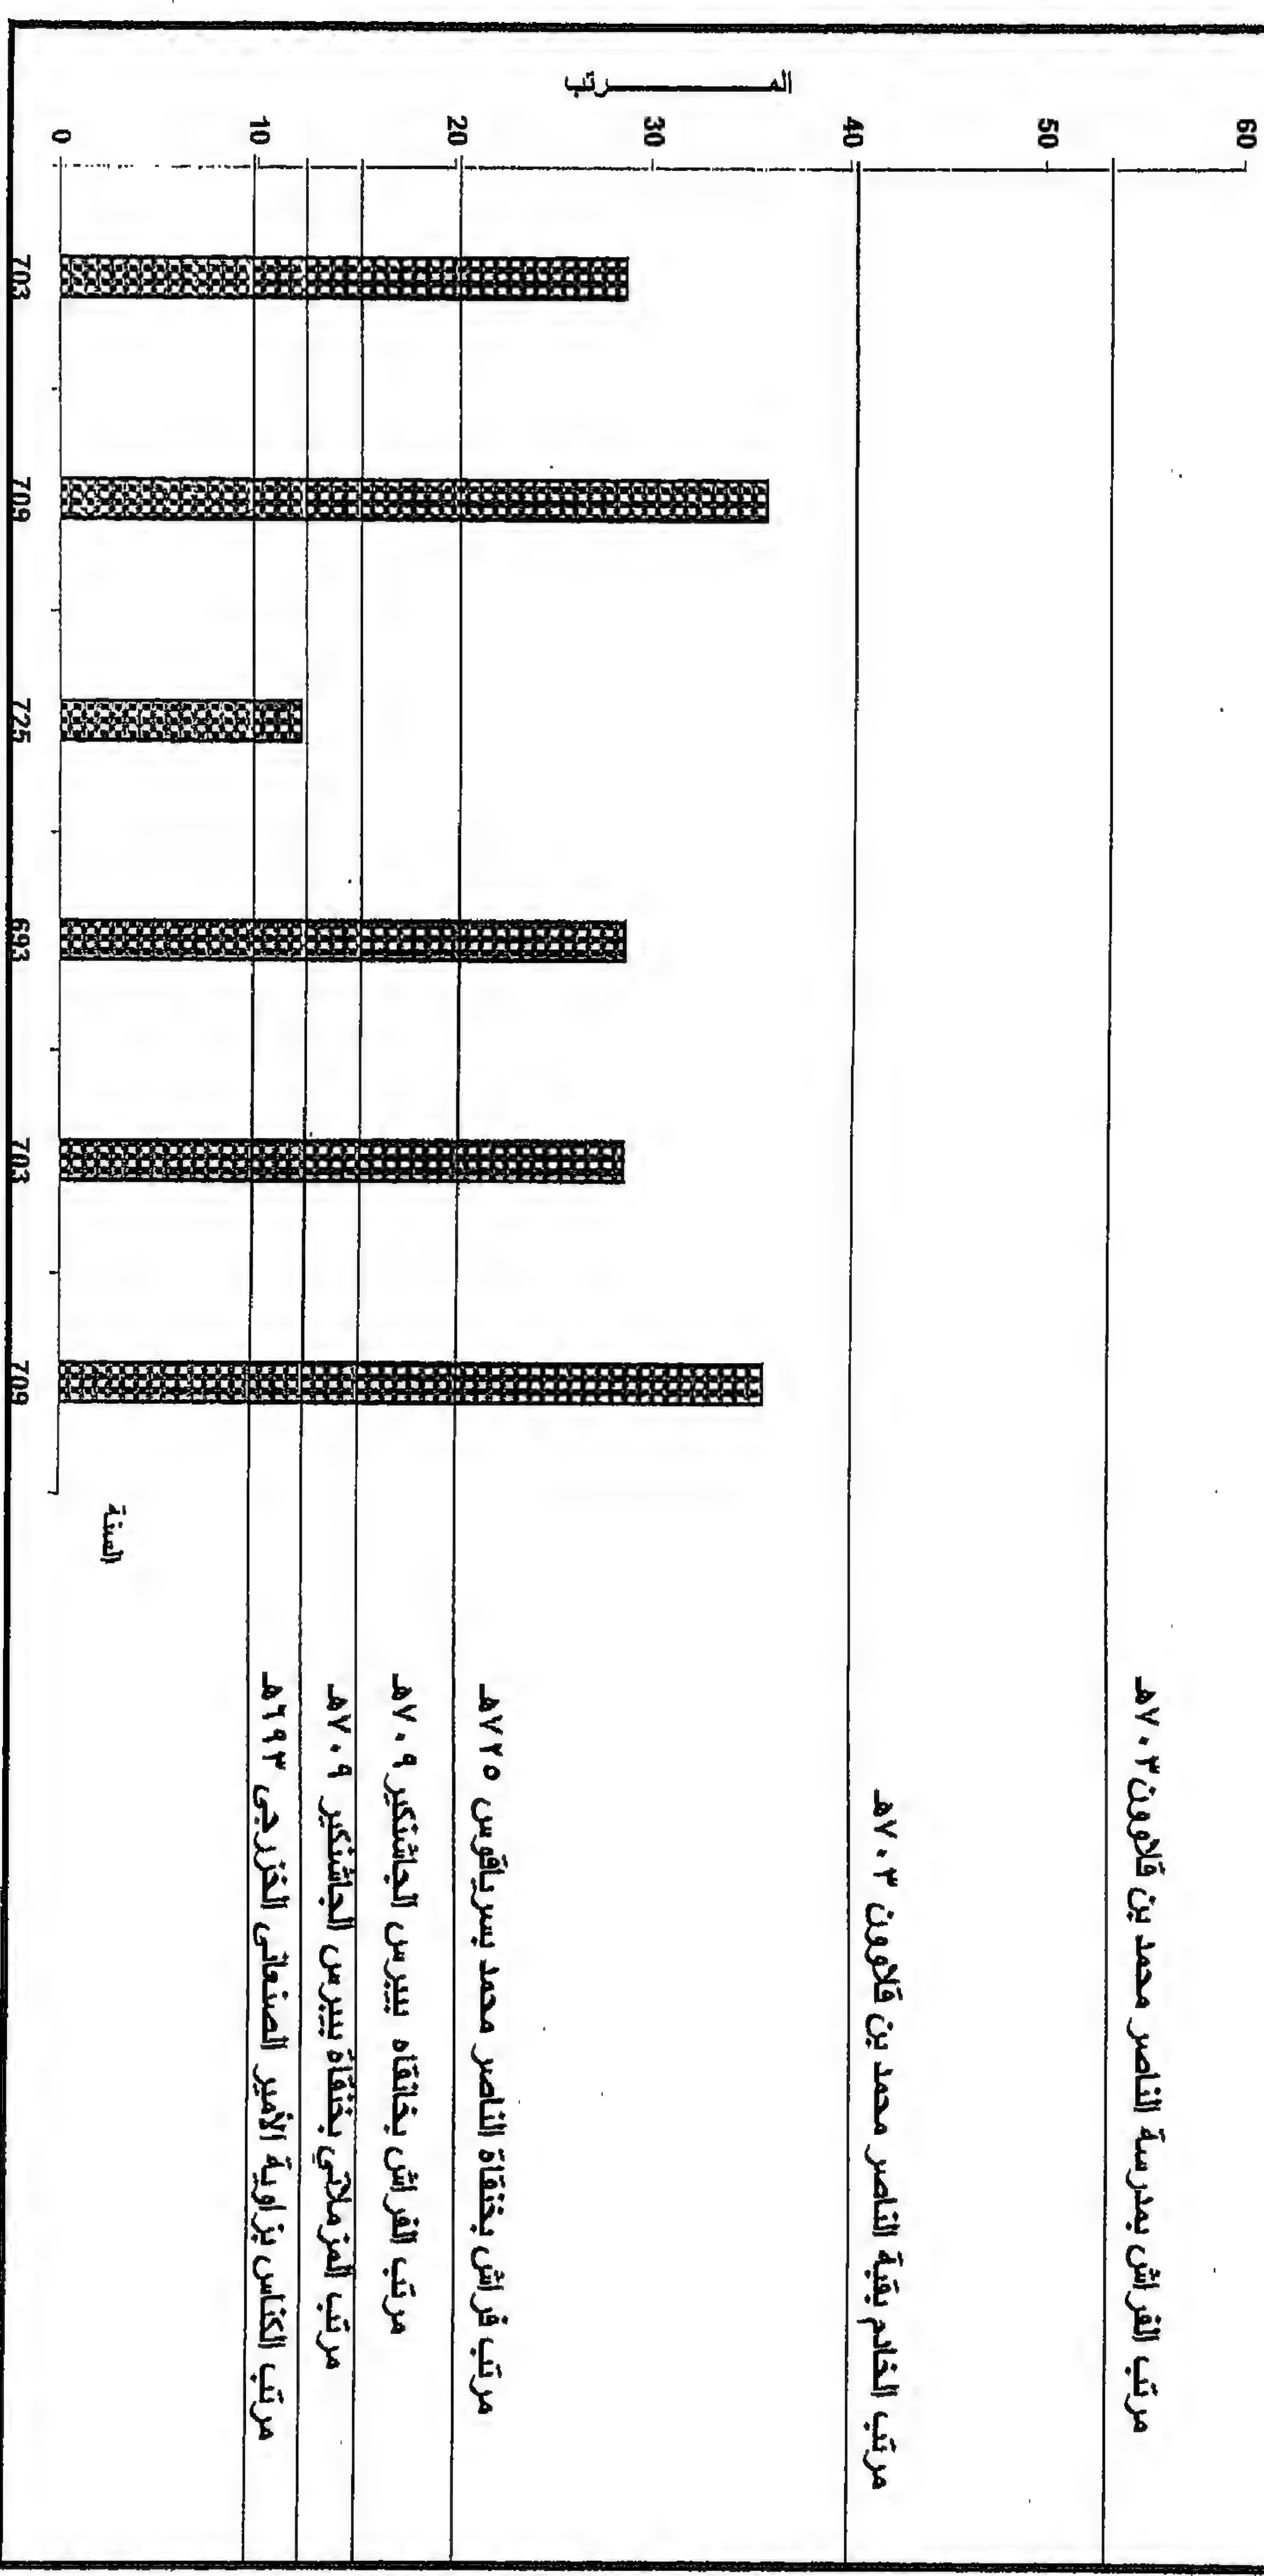 المرتب
60
50
40
30
20
10
0
703
709
725
693
703
709
السنة
مرتب الفراش بمدرسة الناصر محمد بن قلاوون ٧٠٣هـ
مرتب الخادم بقبة الناصر محمد بن قلاوون ٧٠٣هـ
مرتب فراش بخنقاة الناصر محمد بسرياقوس ٧٢٥هـ
مرتب الفراش بخانقاه بيبرس الجاشنكير ٧٠٩هـ
مرتب المزملاتي بخنقاة بيبرس الجاشنكير ٧٠٩هـ
مرتب الكناس بزاوية الأمير الصنعانى الخزرجى ٦٩٣هـ